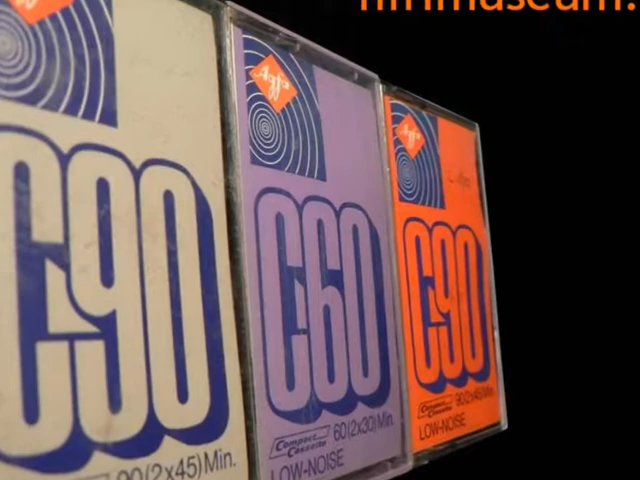 Agfa
C90
90(2x45)Min.
Agfa
C60
Compact Cassette
60(2x30)Min.
LOW-NOISE
Agfa
C90
Compact Cassette
90(2x45)Min.
LOW-NOISE